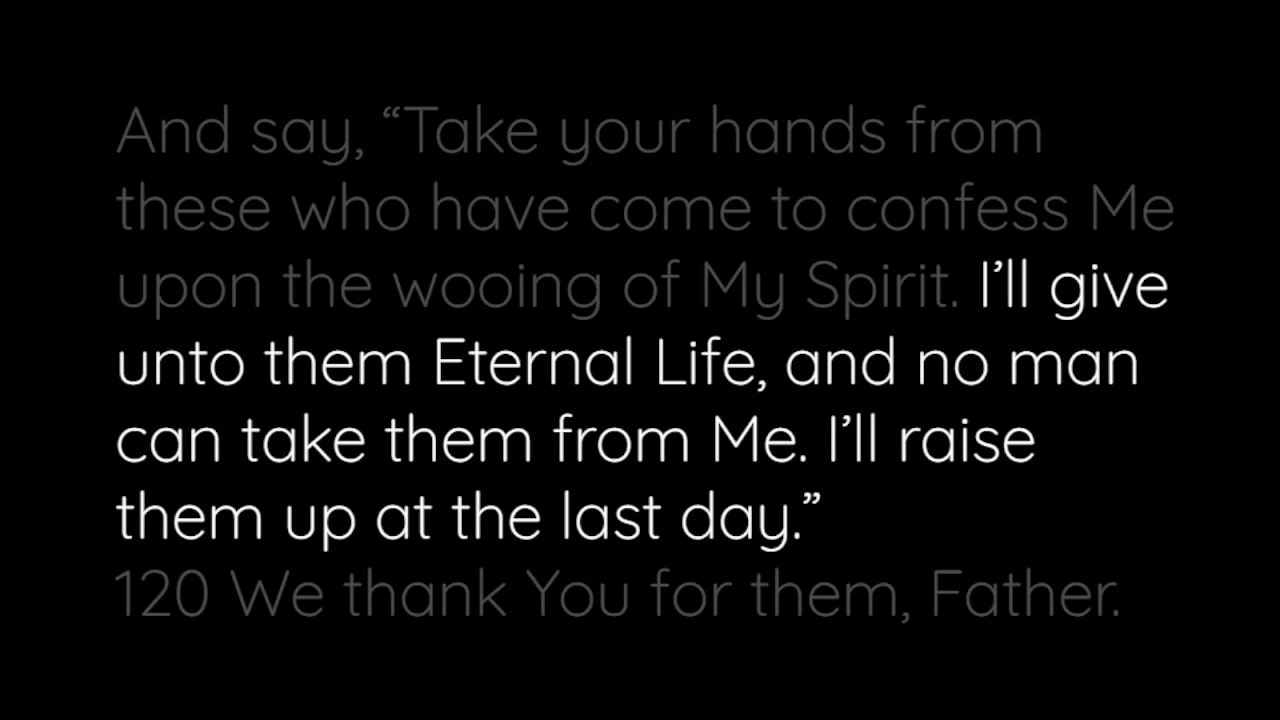 And say, “Take your hands from
these who have come to confess Me
upon the wooing of My Spirit. I’ll give
unto them Eternal Life, and no man
can take them from Me. I’ll raise
them up at the last day.”
120 We thank You for them, Father.